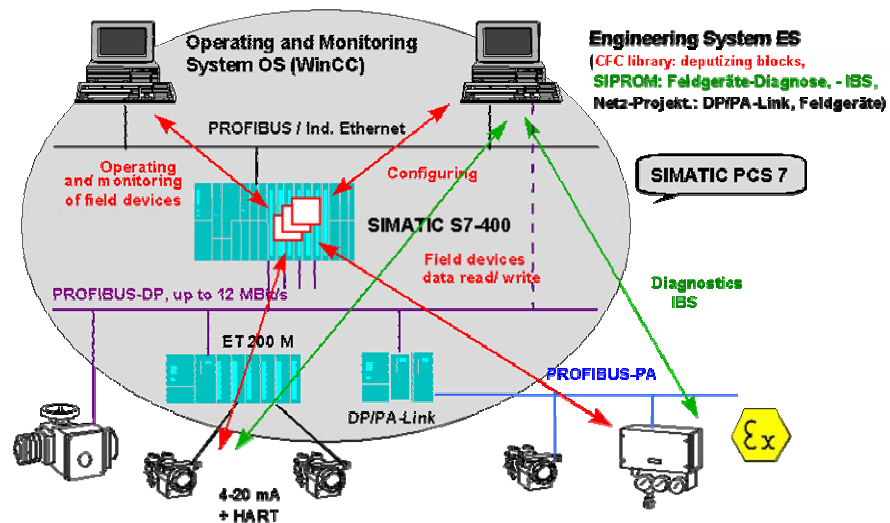 Operating and Monitoring
System OS (WinCC)
Engineering System ES
(CFC library: deputizing blocks,
SIPROM: Feldgeräte-Diagnose, - IBS,
Netz-Projekt.: DP/PA-Link, Feldgeräte)
PROFIBUS / Ind. Ethernet
Operating
and monitoring
of field devices
Configuring
SIMATIC PCS 7
SIMATIC S7-400
Field devices
data read/ write
Diagnostics
IBS
PROFIBUS-DP, up to 12 MBit/s
ET200 M
DP/PA-Link
PROFIBUS-PA
Ex
4-20 mA
+ HART